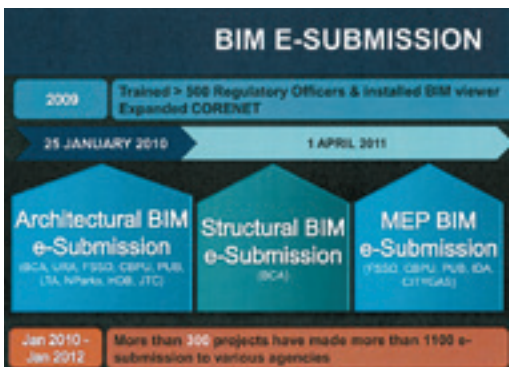 BIM E-SUBMISSION
2009
Trained > 500 Regulatory Officers & installed BIM viewer
Expanded CORENET
25 JANUARY 2010
1 APRIL 2011
Architectural BIM
e-Submission
(BCA, URA, FSSD, CBPU, PUB,
LTA, NParks, HDB, JTC)
Structural BIM
e-Submission
(BCA)
MEP BIM
e-Submission
(FSSD, CBPU, PUB, IDA,
CITYGAS)
Jan 2010 -
Jan 2012
More than 300 projects have made more than 1100 e-
submission to various agencies